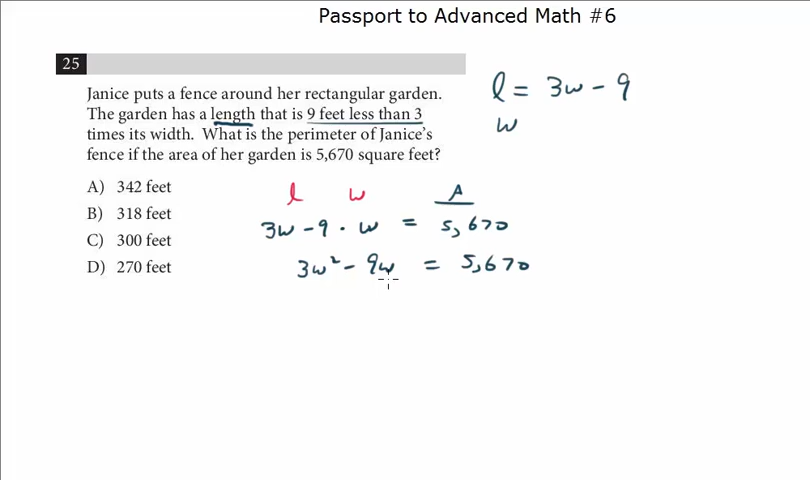 Passport to Advanced Math #6
25
Janice puts a fence around her rectangular garden.
The garden has a length that is 9 feet less than 3
times its width. What is the perimeter of Janice's
fence if the area of her garden is 5,670 square feet?
l = 3w - 9
w
A) 342 feet
B) 318 feet
C) 300 feet
D) 270 feet
l w A
3w - 9 · w = 5,670
3w² - 9w = 5,670